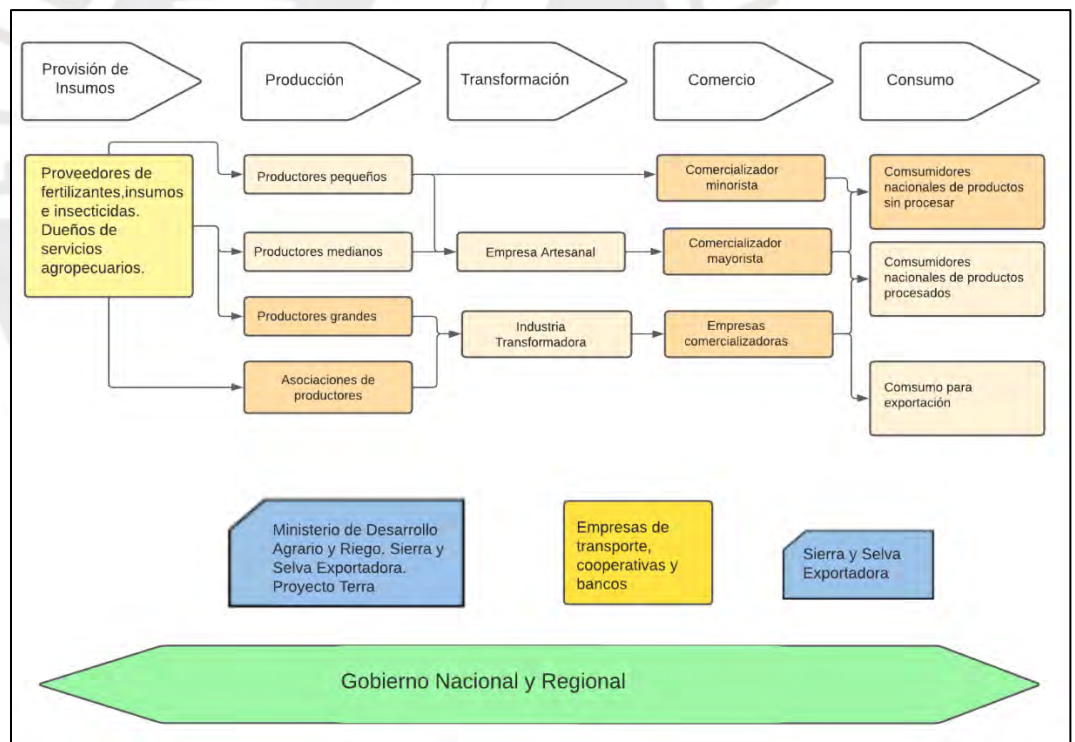 Provisión de
Insumos
Producción
Transformación
Comercio
Consumo
Proveedores de
fertilizantes,insumos
e insecticidas.
Dueños de
servicios
agropecuarios.
Productores pequeños
Productores medianos
Productores grandes
Asociaciones de
productores
Empresa Artesanal
Industria
Transformadora
Comercializador
minorista
Comercializador
mayorista
Empresas
comercializadoras
Comsumidores
nacionales de productos
sin procesar
Comsumidores
nacionales de productos
procesados
Comsumo para
exportación
Ministerio de Desarrollo
Agrario y Riego. Sierra y
Selva Exportadora.
Proyecto Terra
Empresas de
transporte,
cooperativas y
bancos
Sierra y Selva
Exportadora
Gobierno Nacional y Regional